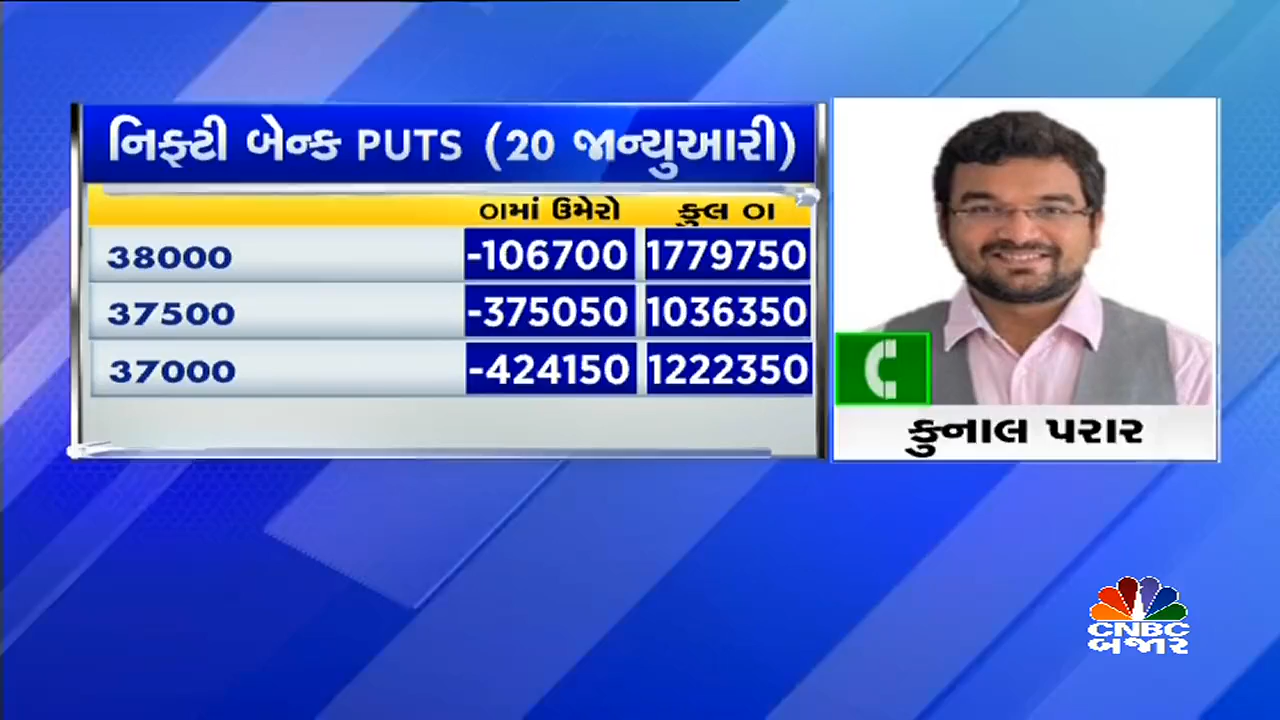 નિફ્ટી બેન્ક PUTS (20 જાન્યુઆરી)
OIમાં ઉમેરો કુલ OI
38000 -106700 1779750
37500 -375050 1036350
37000 -424150 1222350
કુનાલ પરાર
CNBC
બજાર